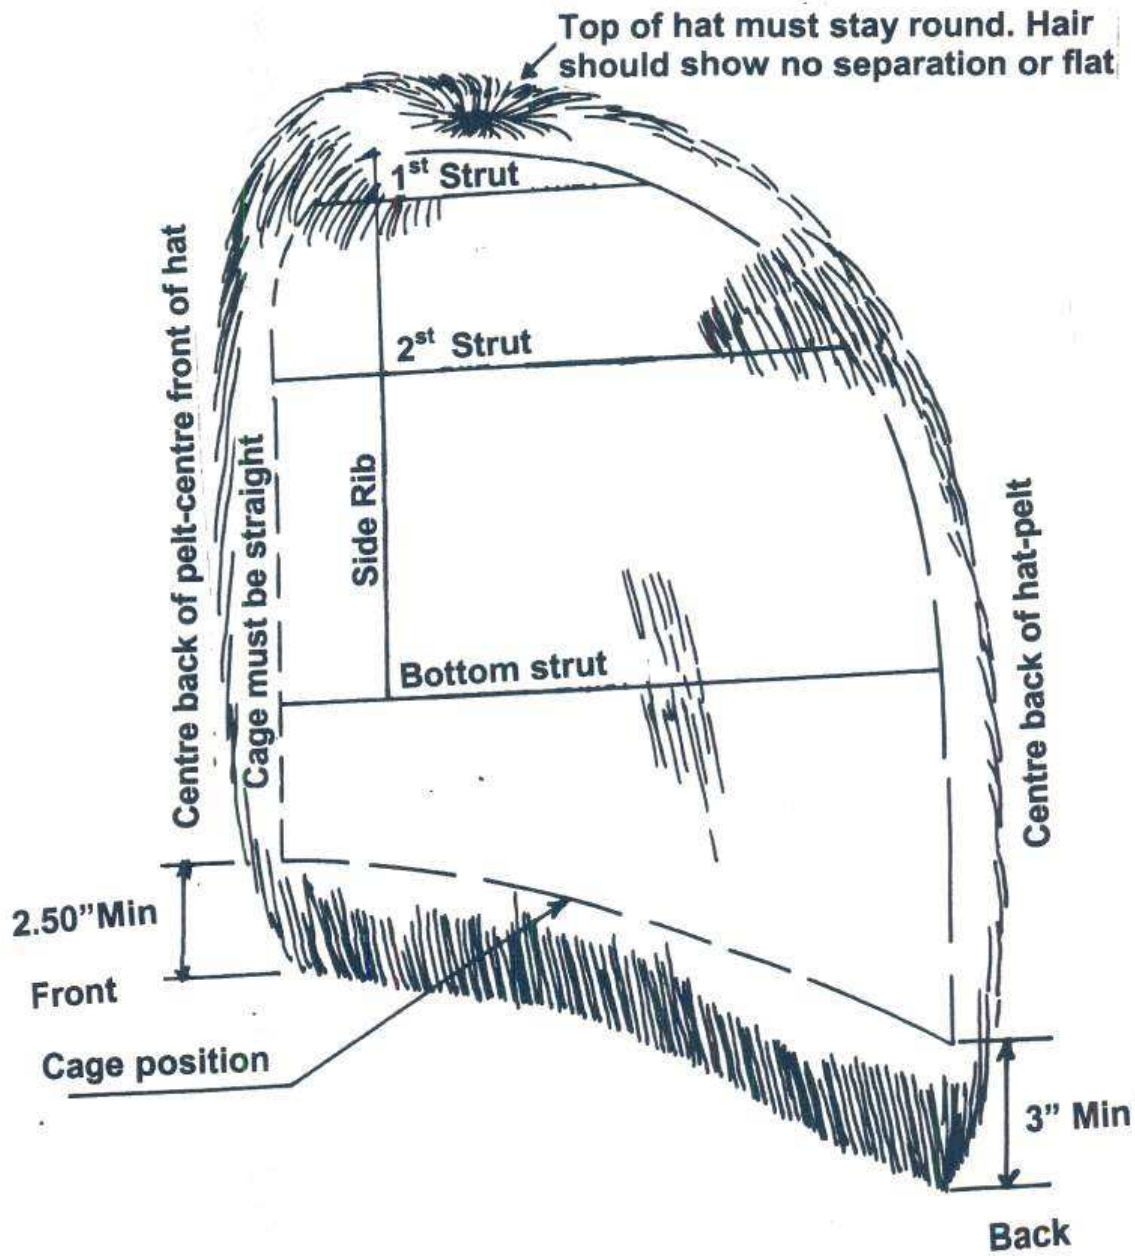 Top of hat must stay round. Hair
should show no separation or flat
1st Strut
2st Strut
Side Rib
Bottom strut
Centre back of pelt-centre front of hat
Cage must be straight
Centre back of hat-pelt
2.50”Min
Front
Cage position
3” Min
Back